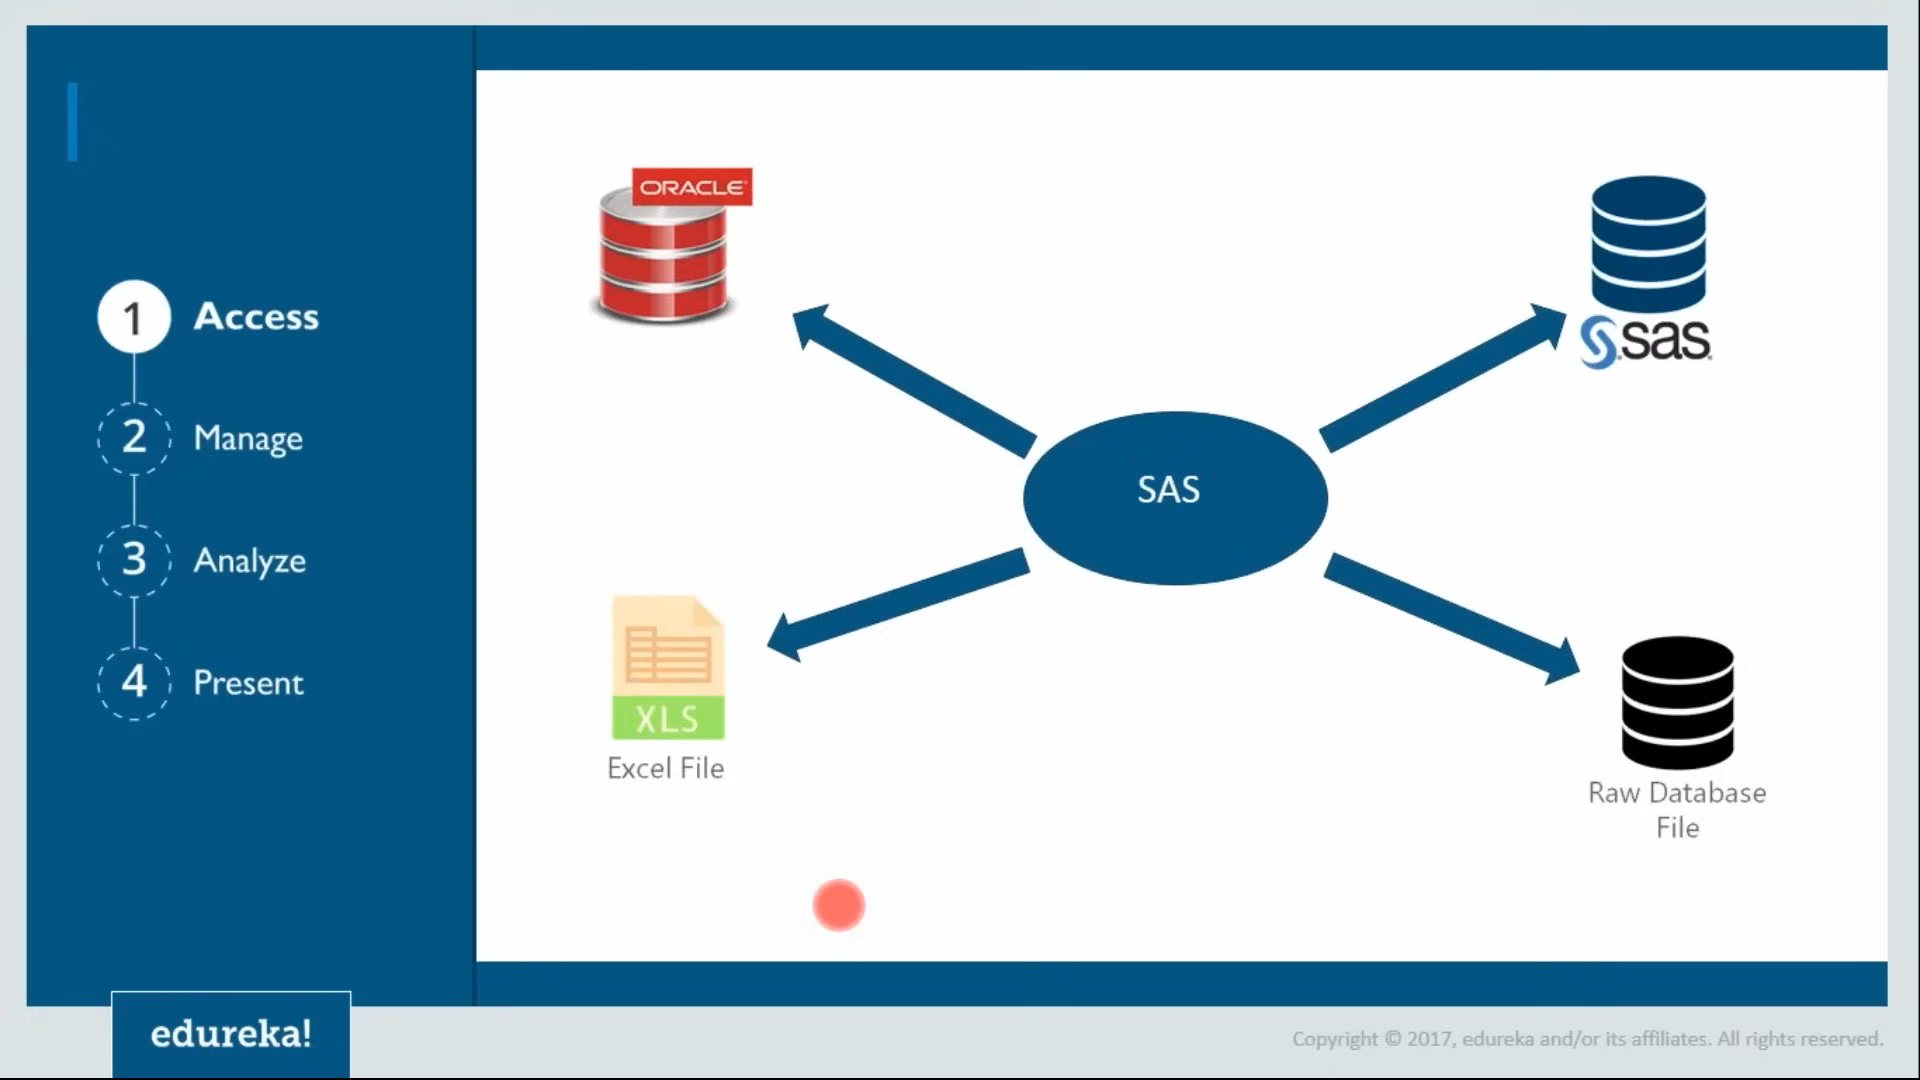 1 Access
2 Manage
3 Analyze
4 Present
ORACLE
sas
SAS
XLS
Excel File
Raw Database
File
edureka!
Copyright © 2017, edureka and/or its affiliates. All rights reserved.